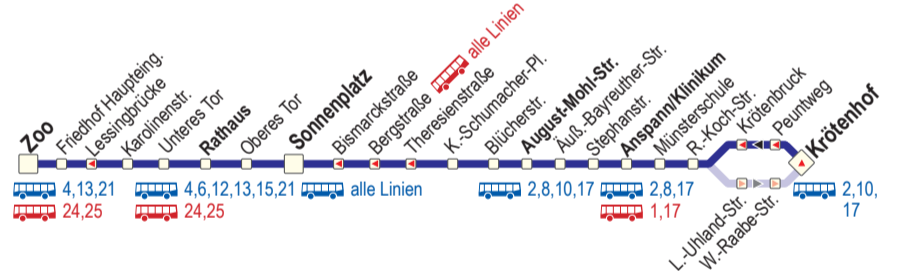 Zoo
Friedhof Haupteing.
Lessingbrücke
Karolinenstr.
Unteres Tor
Rathaus
Oberes Tor
Sonnenplatz
Bismarckstraße
Bergstraße
alle Linien
Theresienstraße
K.-Schumacher-Pl.
Blücherstr.
August-Mohl-Str.
Äuß.-Bayreuther-Str.
Stephanstr.
Anspann/Klinikum
Münsterschule
R.-Koch-Str.
Krötenbruck
Peuntweg
Krötenhof
L.-Uhland-Str.
W.-Raabe-Str.
4,13,21
24,25
4,6,12,13,15,21
24,25
alle Linien
2,8,10,17
2,8,17
1,17
2,10,
17